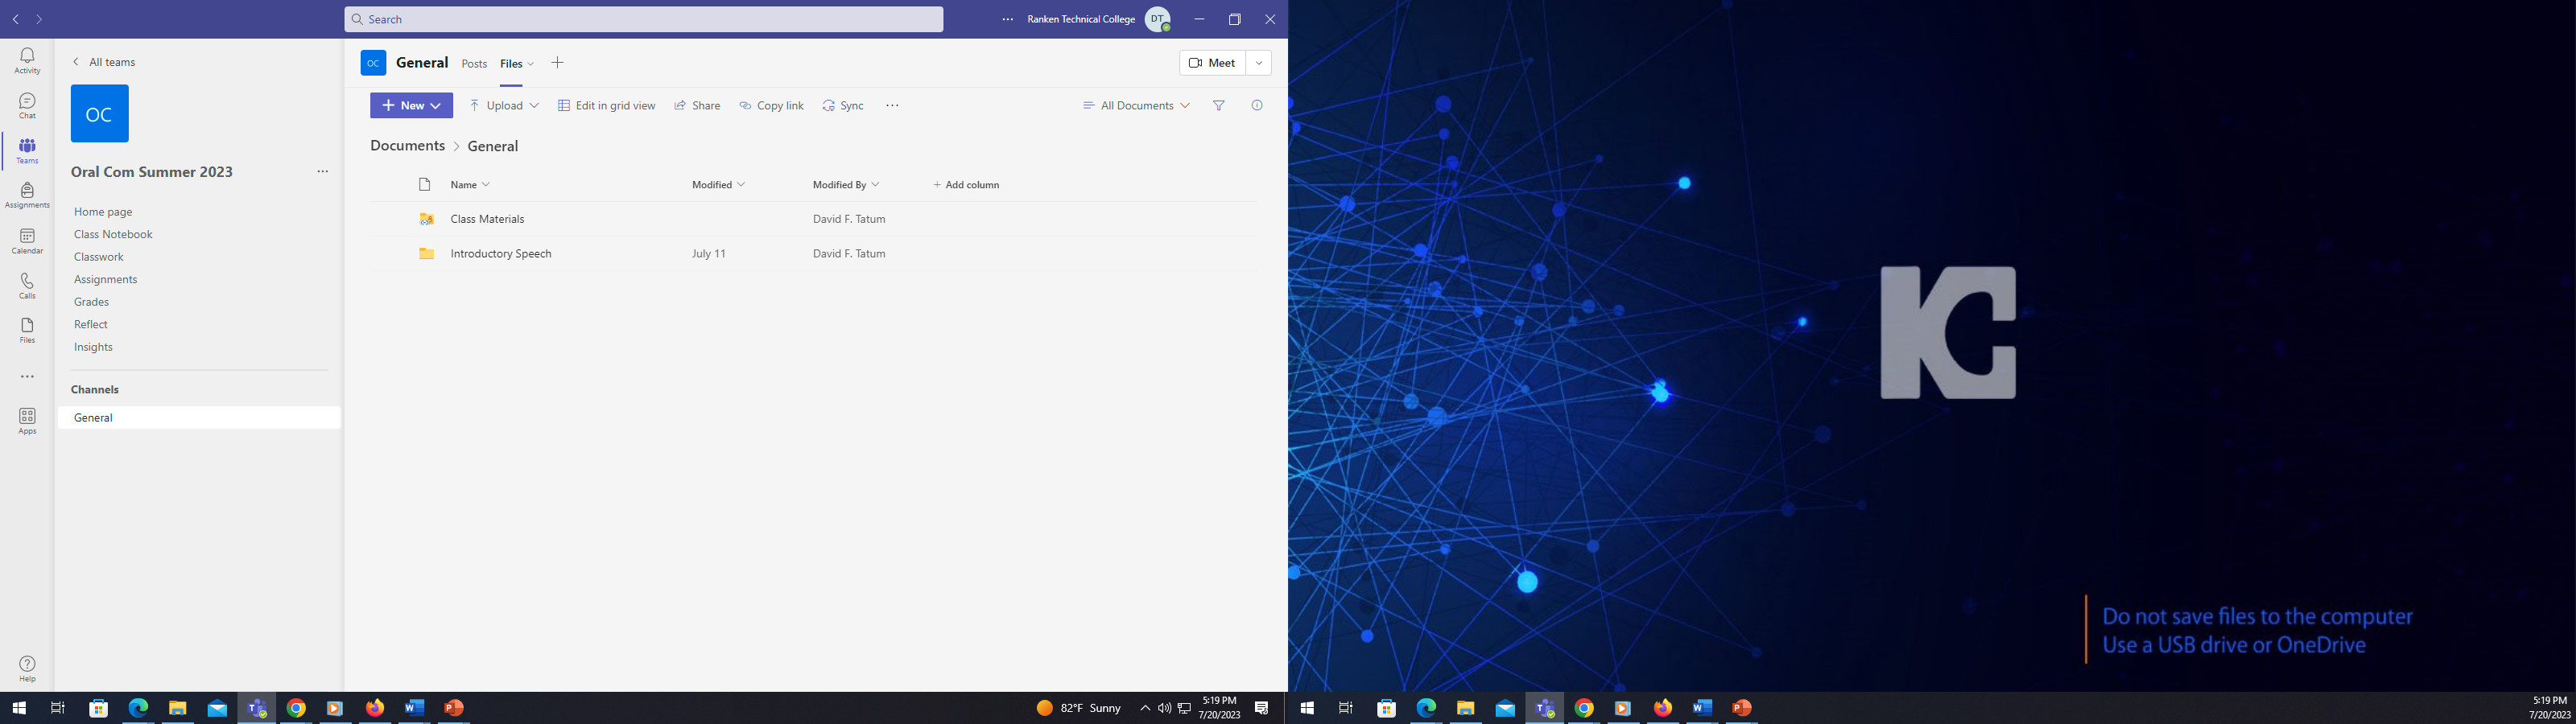 Search
Ranken Technical College
DT
Activity
Chat
Teams
Assignments
Calendar
Calls
Files
Apps
Help
All teams
OC
Oral Com Summer 2023
Home page
Class Notebook
Classwork
Assignments
Grades
Reflect
Insights
Channels
General
OC General Posts Files
Meet
New Upload Edit in grid view Share Copy link Sync
All Documents
Documents > General
Name Modified Modified By + Add column
Class Materials David F. Tatum
Introductory Speech July 11 David F. Tatum
82°F Sunny
5:19 PM
7/20/2023
KC
Do not save files to the computer
Use a USB drive or OneDrive
5:19 PM
7/20/2023